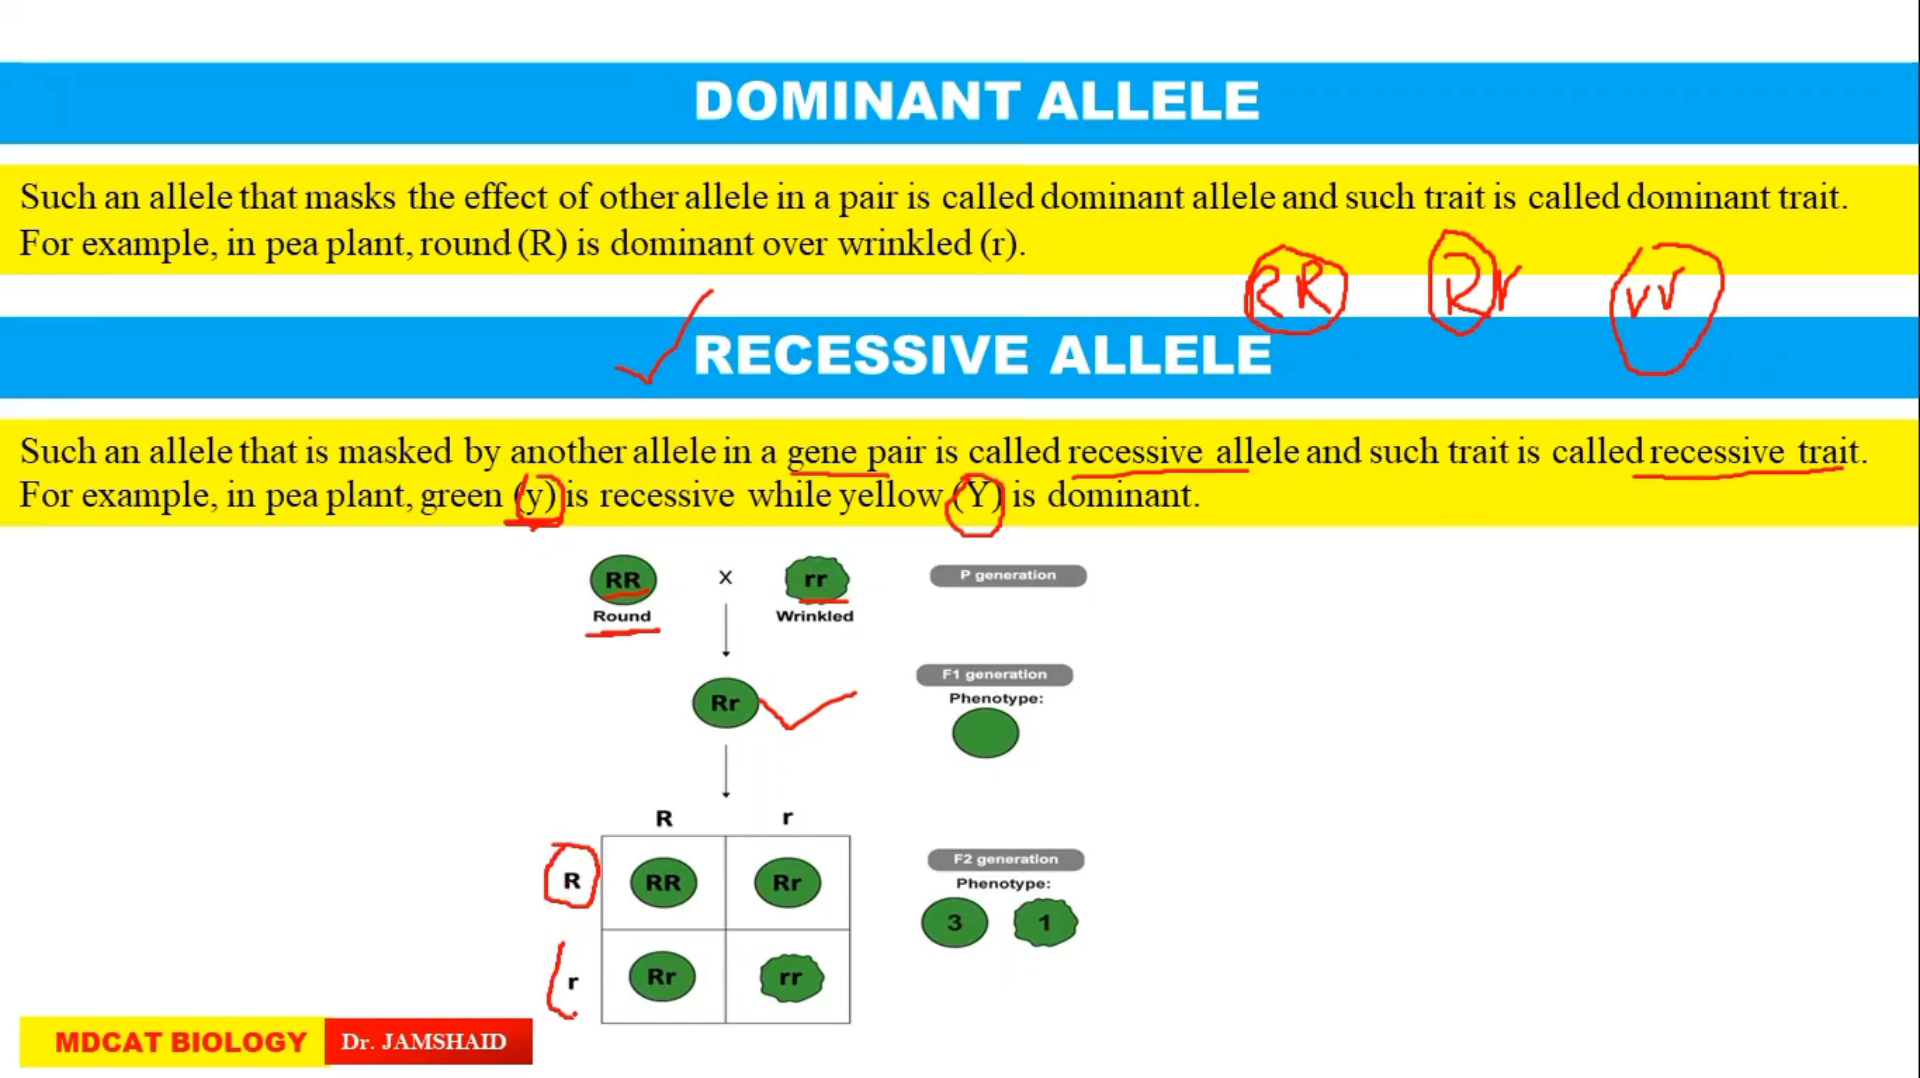 DOMINANT ALLELE
Such an allele that masks the effect of other allele in a pair is called dominant allele and such trait is called dominant trait.
For example, in pea plant, round (R) is dominant over wrinkled (r).
RR Rr rr
RECESSIVE ALLELE
Such an allele that is masked by another allele in a gene pair is called recessive allele and such trait is called recessive trait.
For example, in pea plant, green (y) is recessive while yellow (Y) is dominant.
RR x rr P generation
Round Wrinkled
F1 generation
Rr Phenotype:
R r
F2 generation
R RR Rr Phenotype:
3 1
r Rr rr
MDCAT BIOLOGY Dr. JAMSHAID